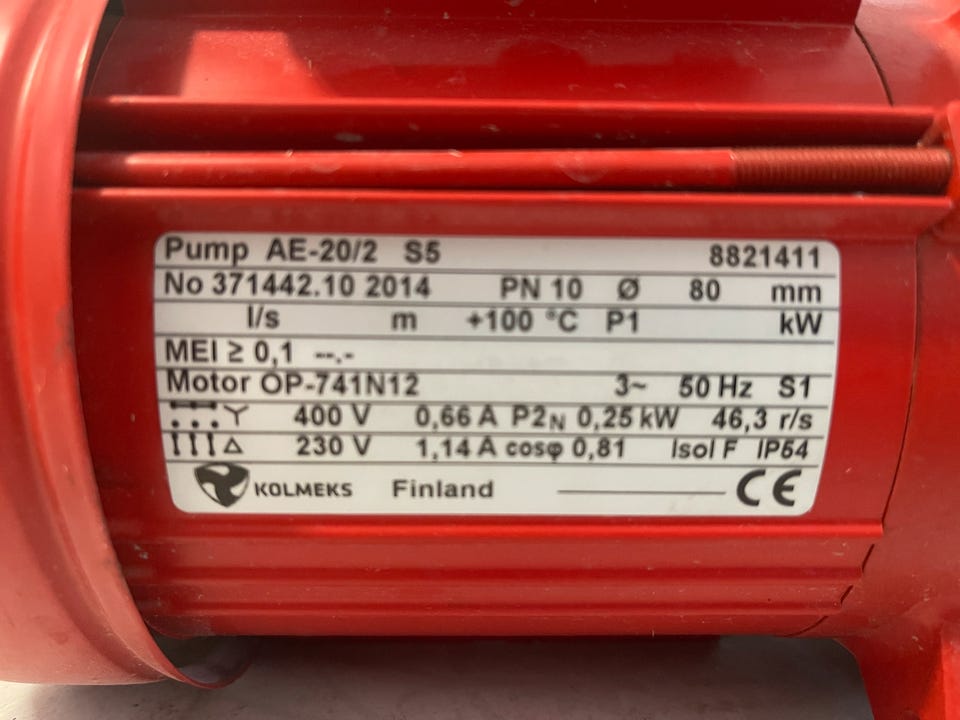 Pump AE-20/2 S5 8821411
No 371442.10 2014 PN 10 Ø 80 mm
l/s m +100 °C P1 kW
MEI ≥ 0,1 --.-
Motor OP-741N12 3~ 50 Hz S1
400 V 0,66 A P2N 0,25 kW 46,3 r/s
230 V 1,14 A cosφ 0,81 Isol F IP54
KOLMEKS Finland CE